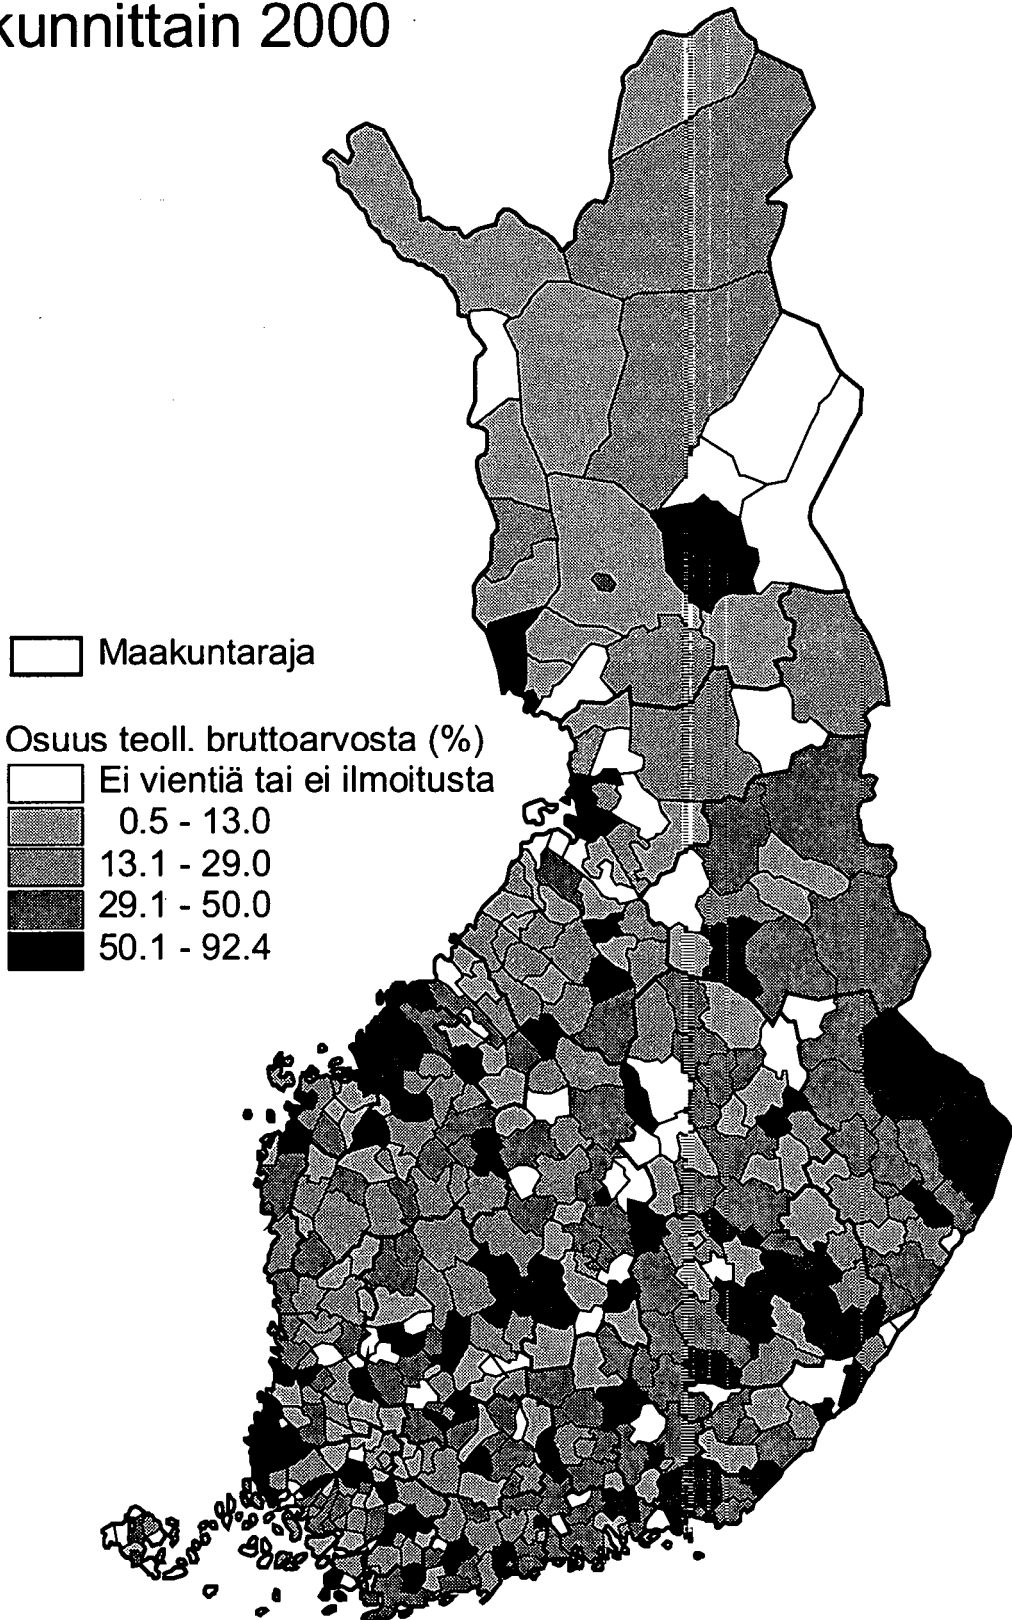 kunnittain 2000
Maakuntaraja
Osuus teoll. bruttoarvosta (%)
Ei vientiä tai ei ilmoitusta
0.5 - 13.0
13.1 - 29.0
29.1 - 50.0
50.1 - 92.4